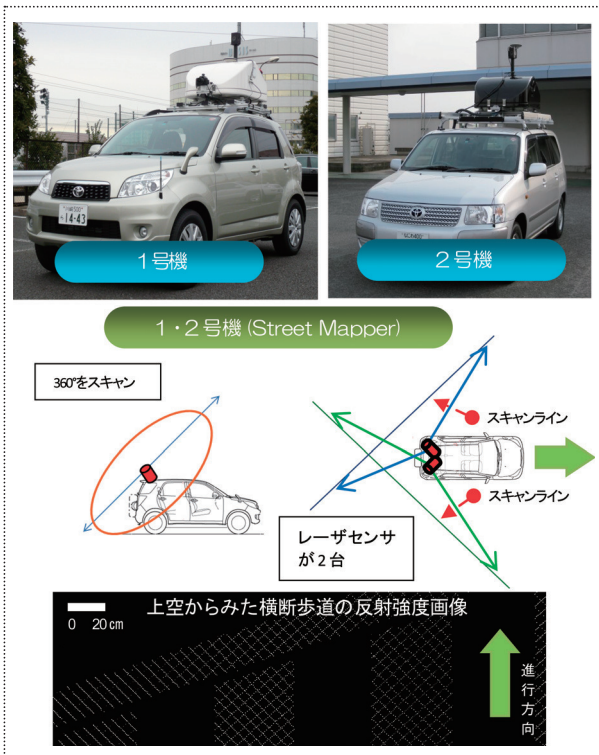 14-43
1号機
2号機
1・2号機 (Street Mapper)
360°をスキャン
スキャンライン
スキャンライン
レーザセンサ
が2台
上空からみた横断歩道の反射強度画像
0 20cm
進行方向